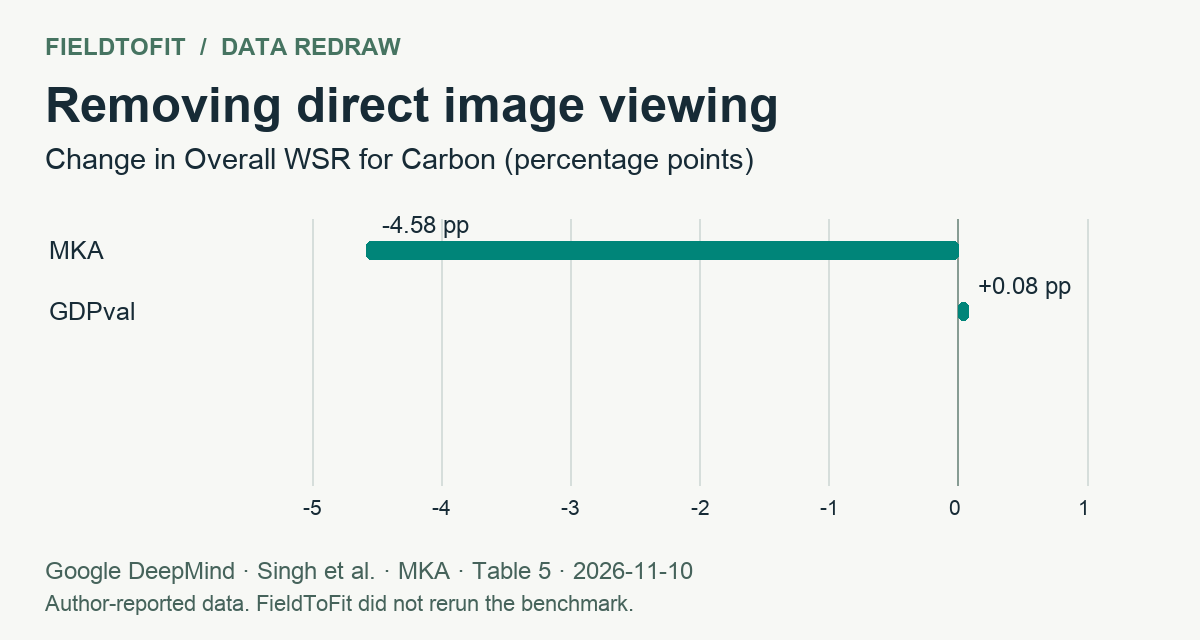 FIELDTOFIT / DATA REDRAW
Removing direct image viewing
Change in Overall WSR for Carbon (percentage points)
-4.58 pp
MKA
+0.08 pp
GDPval
-5 -4 -3 -2 -1 0 1
Google DeepMind · Singh et al. · MKA · Table 5 · 2026-11-10
Author-reported data. FieldToFit did not rerun the benchmark.